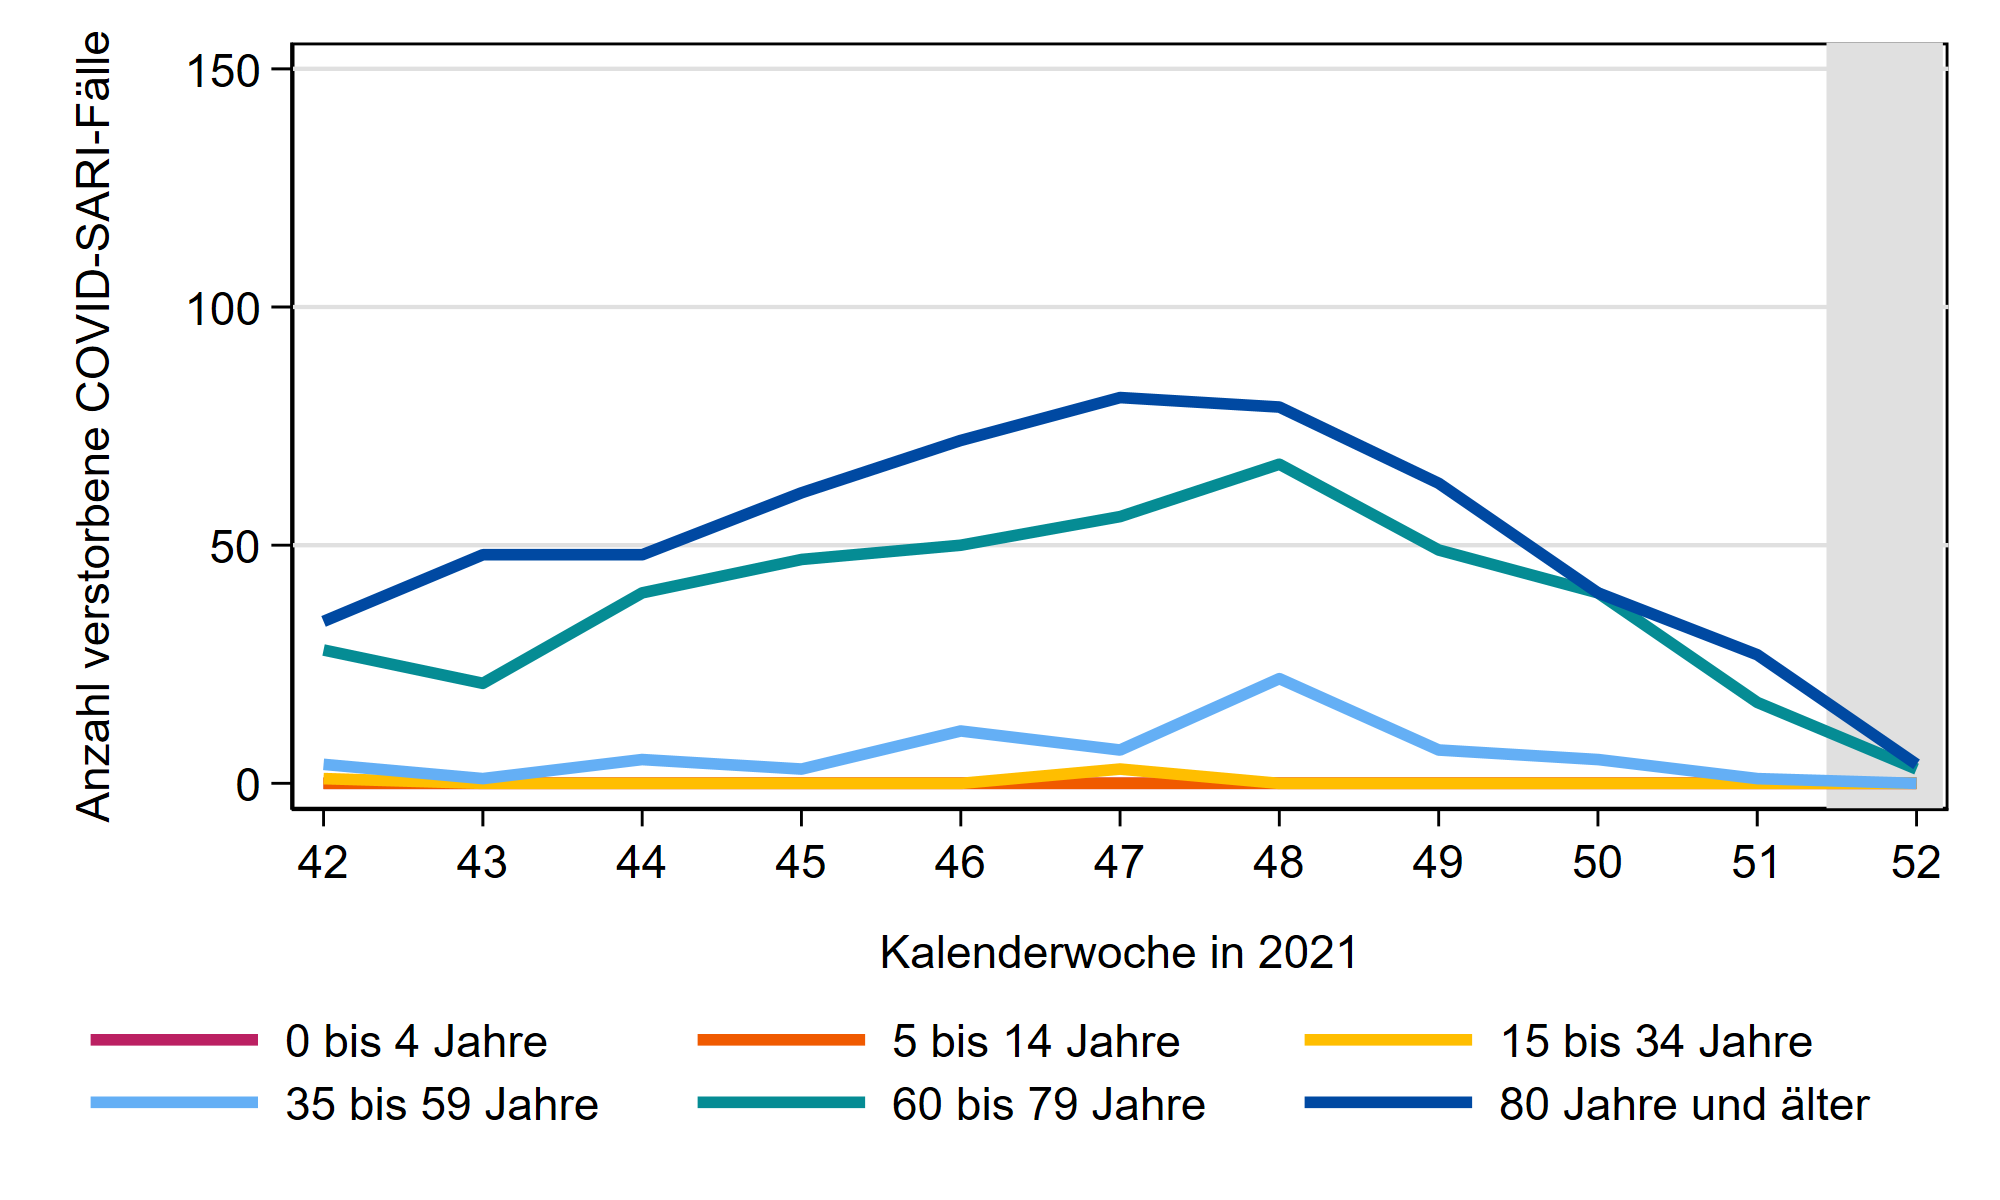 Anzahl verstorbene COVID-SARI-Fälle
150
100
50
0
42 43 44 45 46 47 48 49 50 51 52
Kalenderwoche in 2021
0 bis 4 Jahre 5 bis 14 Jahre 15 bis 34 Jahre
35 bis 59 Jahre 60 bis 79 Jahre 80 Jahre und älter